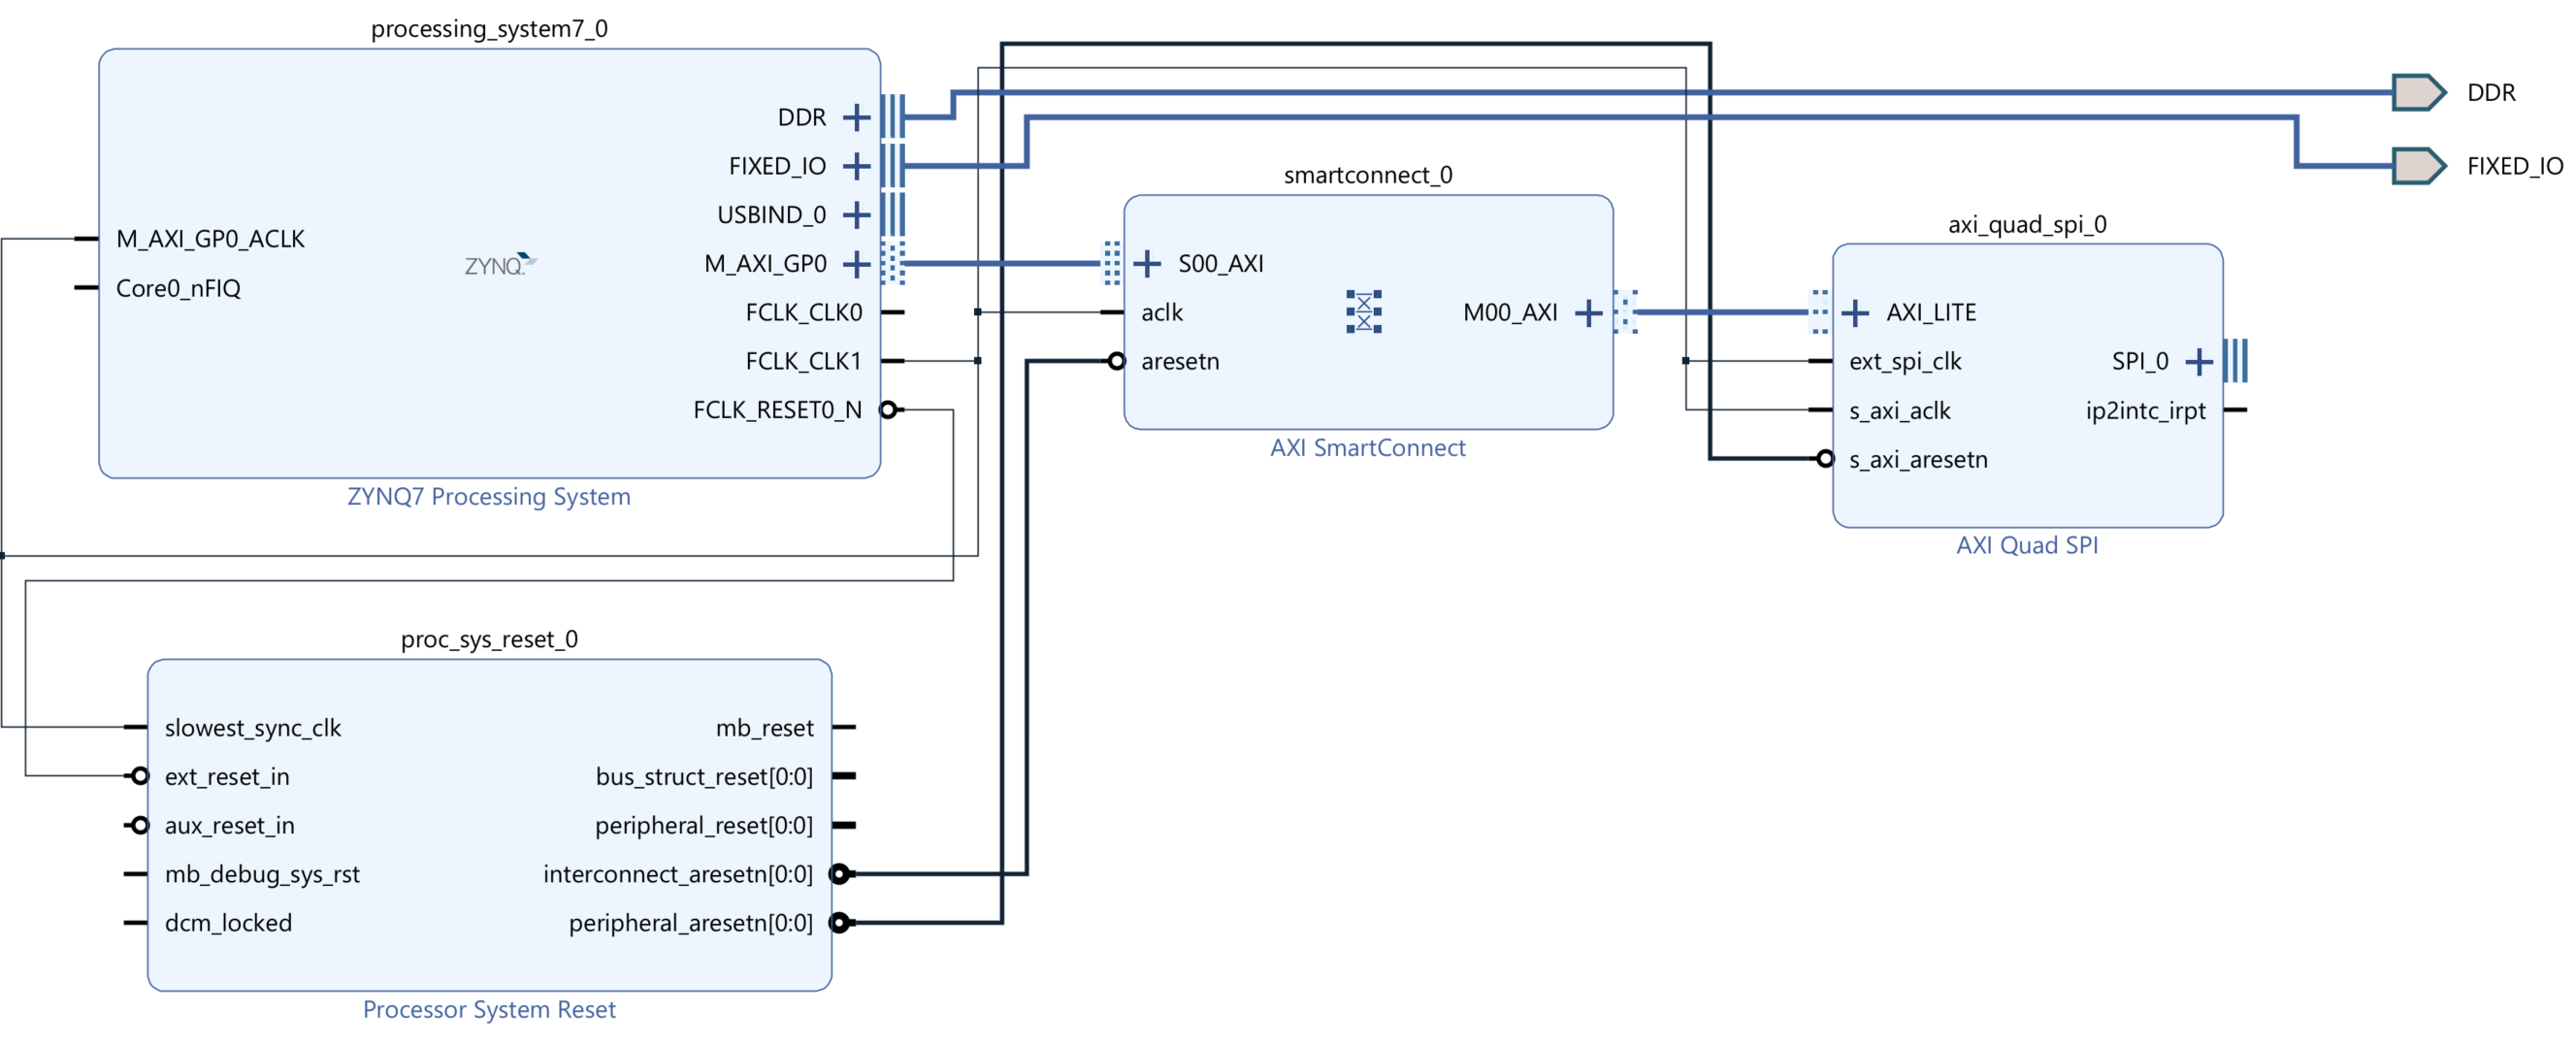 processing_system7_0
DDR
FIXED_IO
USBIND_0
M_AXI_GP0_ACLK
M_AXI_GP0
Core0_nFIQ
ZYNQ
FCLK_CLK0
FCLK_CLK1
FCLK_RESET0_N
ZYNQ7 Processing System
smartconnect_0
S00_AXI
aclk
M00_AXI
aresetn
AXI SmartConnect
axi_quad_spi_0
AXI_LITE
ext_spi_clk
SPI_0
s_axi_aclk
ip2intc_irpt
s_axi_aresetn
AXI Quad SPI
DDR
FIXED_IO
proc_sys_reset_0
slowest_sync_clk
mb_reset
ext_reset_in
bus_struct_reset[0:0]
aux_reset_in
peripheral_reset[0:0]
mb_debug_sys_rst
interconnect_aresetn[0:0]
dcm_locked
peripheral_aresetn[0:0]
Processor System Reset